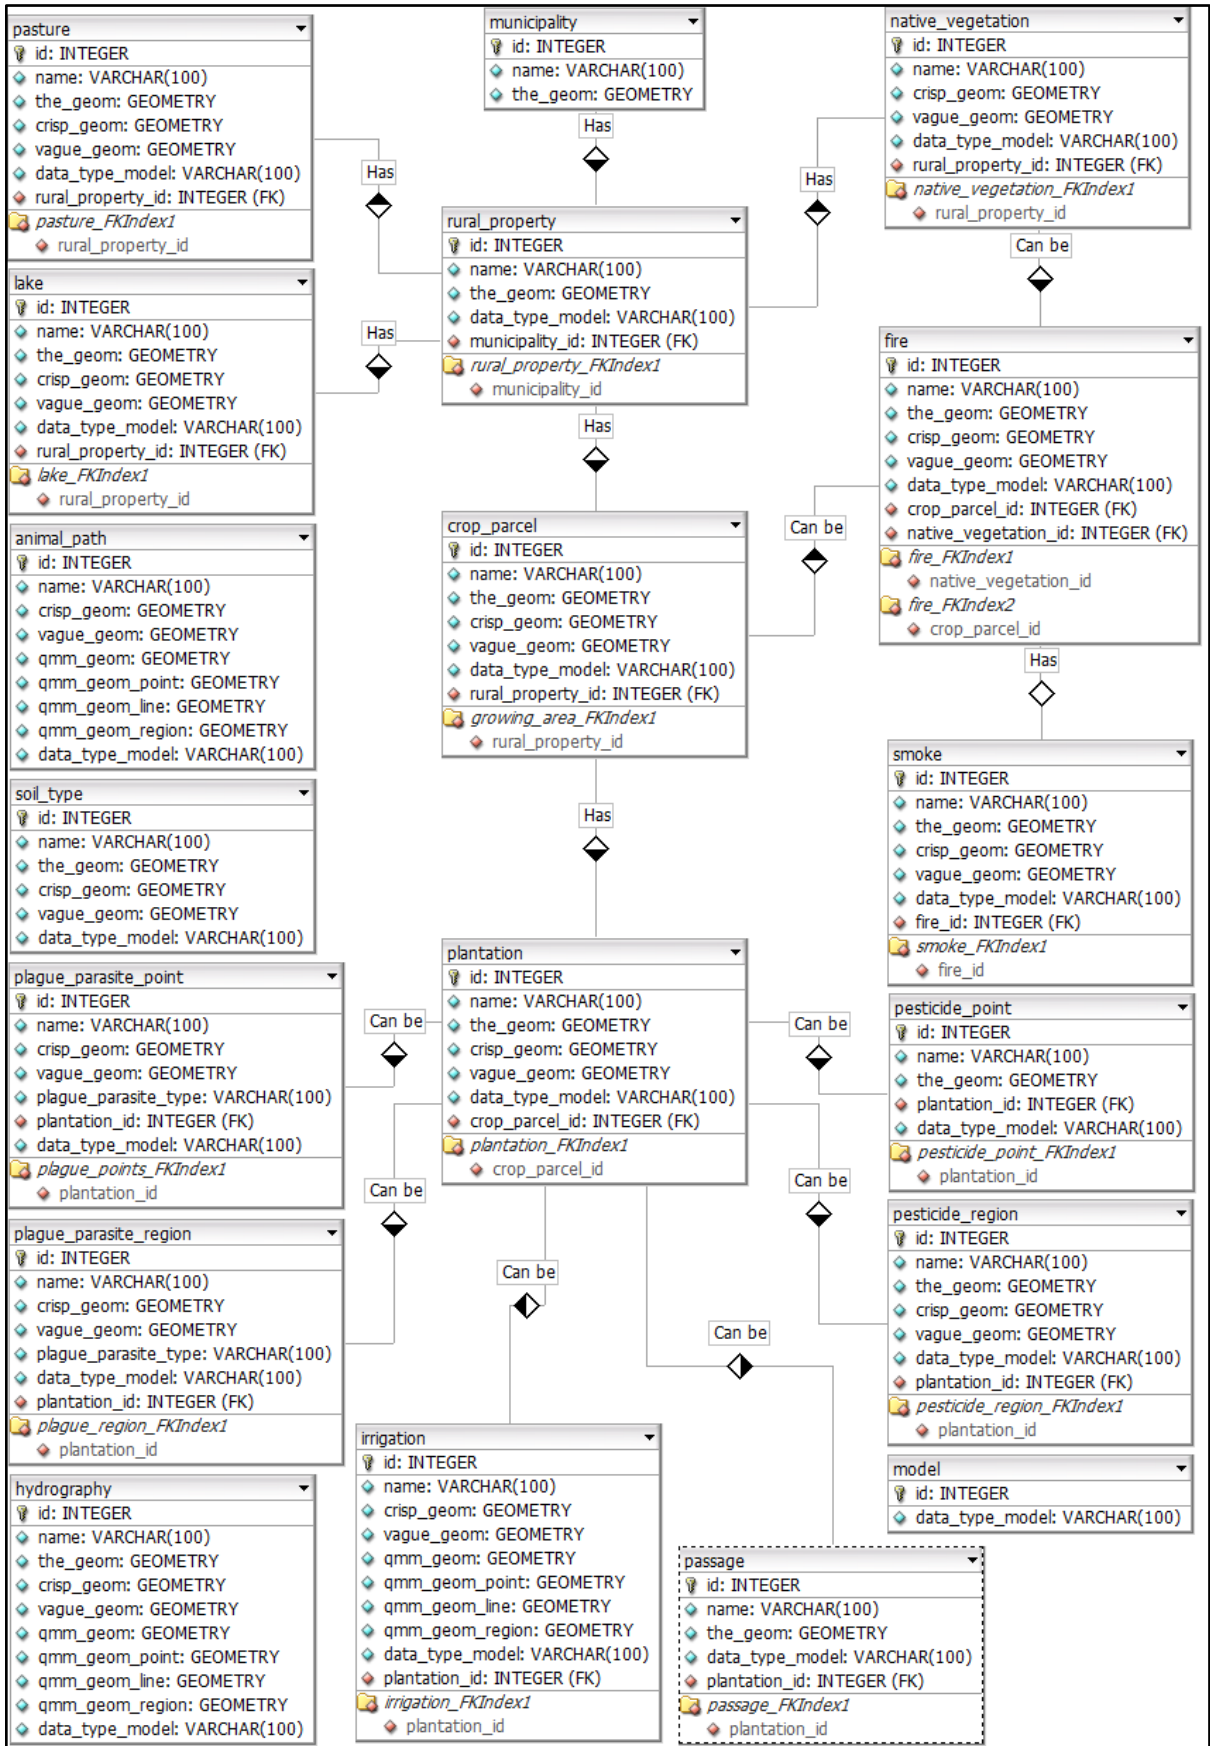 pasture
id: INTEGER
name: VARCHAR(100)
the_geom: GEOMETRY
crisp_geom: GEOMETRY
vague_geom: GEOMETRY
data_type_model: VARCHAR(100)
rural_property_id: INTEGER (FK)
pasture_FKIndex1
rural_property_id
municipality
id: INTEGER
name: VARCHAR(100)
the_geom: GEOMETRY
native_vegetation
id: INTEGER
name: VARCHAR(100)
crisp_geom: GEOMETRY
vague_geom: GEOMETRY
data_type_model: VARCHAR(100)
rural_property_id: INTEGER (FK)
native_vegetation_FKIndex1
rural_property_id
Has
Has
Has
Can be
rural_property
id: INTEGER
name: VARCHAR(100)
the_geom: GEOMETRY
data_type_model: VARCHAR(100)
municipality_id: INTEGER (FK)
rural_property_FKIndex1
municipality_id
lake
id: INTEGER
name: VARCHAR(100)
the_geom: GEOMETRY
crisp_geom: GEOMETRY
vague_geom: GEOMETRY
data_type_model: VARCHAR(100)
rural_property_id: INTEGER (FK)
lake_FKIndex1
rural_property_id
Has
Has
fire
id: INTEGER
name: VARCHAR(100)
the_geom: GEOMETRY
crisp_geom: GEOMETRY
vague_geom: GEOMETRY
data_type_model: VARCHAR(100)
crop_parcel_id: INTEGER (FK)
native_vegetation_id: INTEGER (FK)
fire_FKIndex1
native_vegetation_id
fire_FKIndex2
crop_parcel_id
Can be
Has
animal_path
id: INTEGER
name: VARCHAR(100)
crisp_geom: GEOMETRY
vague_geom: GEOMETRY
qmm_geom: GEOMETRY
qmm_geom_point: GEOMETRY
qmm_geom_line: GEOMETRY
qmm_geom_region: GEOMETRY
data_type_model: VARCHAR(100)
crop_parcel
id: INTEGER
name: VARCHAR(100)
the_geom: GEOMETRY
crisp_geom: GEOMETRY
vague_geom: GEOMETRY
data_type_model: VARCHAR(100)
rural_property_id: INTEGER (FK)
growing_area_FKIndex1
rural_property_id
Has
soil_type
id: INTEGER
name: VARCHAR(100)
the_geom: GEOMETRY
crisp_geom: GEOMETRY
vague_geom: GEOMETRY
data_type_model: VARCHAR(100)
smoke
id: INTEGER
name: VARCHAR(100)
the_geom: GEOMETRY
crisp_geom: GEOMETRY
vague_geom: GEOMETRY
data_type_model: VARCHAR(100)
fire_id: INTEGER (FK)
smoke_FKIndex1
fire_id
plague_parasite_point
id: INTEGER
name: VARCHAR(100)
crisp_geom: GEOMETRY
vague_geom: GEOMETRY
plague_parasite_type: VARCHAR(100)
plantation_id: INTEGER (FK)
data_type_model: VARCHAR(100)
plague_points_FKIndex1
plantation_id
Can be
Can be
plantation
id: INTEGER
name: VARCHAR(100)
the_geom: GEOMETRY
crisp_geom: GEOMETRY
vague_geom: GEOMETRY
data_type_model: VARCHAR(100)
crop_parcel_id: INTEGER (FK)
plantation_FKIndex1
crop_parcel_id
Can be
Can be
pesticide_point
id: INTEGER
name: VARCHAR(100)
the_geom: GEOMETRY
plantation_id: INTEGER (FK)
data_type_model: VARCHAR(100)
pesticide_point_FKIndex1
plantation_id
plague_parasite_region
id: INTEGER
name: VARCHAR(100)
crisp_geom: GEOMETRY
vague_geom: GEOMETRY
plague_parasite_type: VARCHAR(100)
data_type_model: VARCHAR(100)
plantation_id: INTEGER (FK)
plague_region_FKIndex1
plantation_id
Can be
Can be
pesticide_region
id: INTEGER
name: VARCHAR(100)
the_geom: GEOMETRY
crisp_geom: GEOMETRY
vague_geom: GEOMETRY
data_type_model: VARCHAR(100)
plantation_id: INTEGER (FK)
pesticide_region_FKIndex1
plantation_id
hydrography
id: INTEGER
name: VARCHAR(100)
the_geom: GEOMETRY
crisp_geom: GEOMETRY
vague_geom: GEOMETRY
qmm_geom: GEOMETRY
qmm_geom_point: GEOMETRY
qmm_geom_line: GEOMETRY
qmm_geom_region: GEOMETRY
data_type_model: VARCHAR(100)
irrigation
id: INTEGER
name: VARCHAR(100)
crisp_geom: GEOMETRY
vague_geom: GEOMETRY
qmm_geom: GEOMETRY
qmm_geom_point: GEOMETRY
qmm_geom_line: GEOMETRY
qmm_geom_region: GEOMETRY
data_type_model: VARCHAR(100)
plantation_id: INTEGER (FK)
irrigation_FKIndex1
plantation_id
model
id: INTEGER
data_type_model: VARCHAR(100)
passage
id: INTEGER
name: VARCHAR(100)
the_geom: GEOMETRY
data_type_model: VARCHAR(100)
plantation_id: INTEGER (FK)
passage_FKIndex1
plantation_id